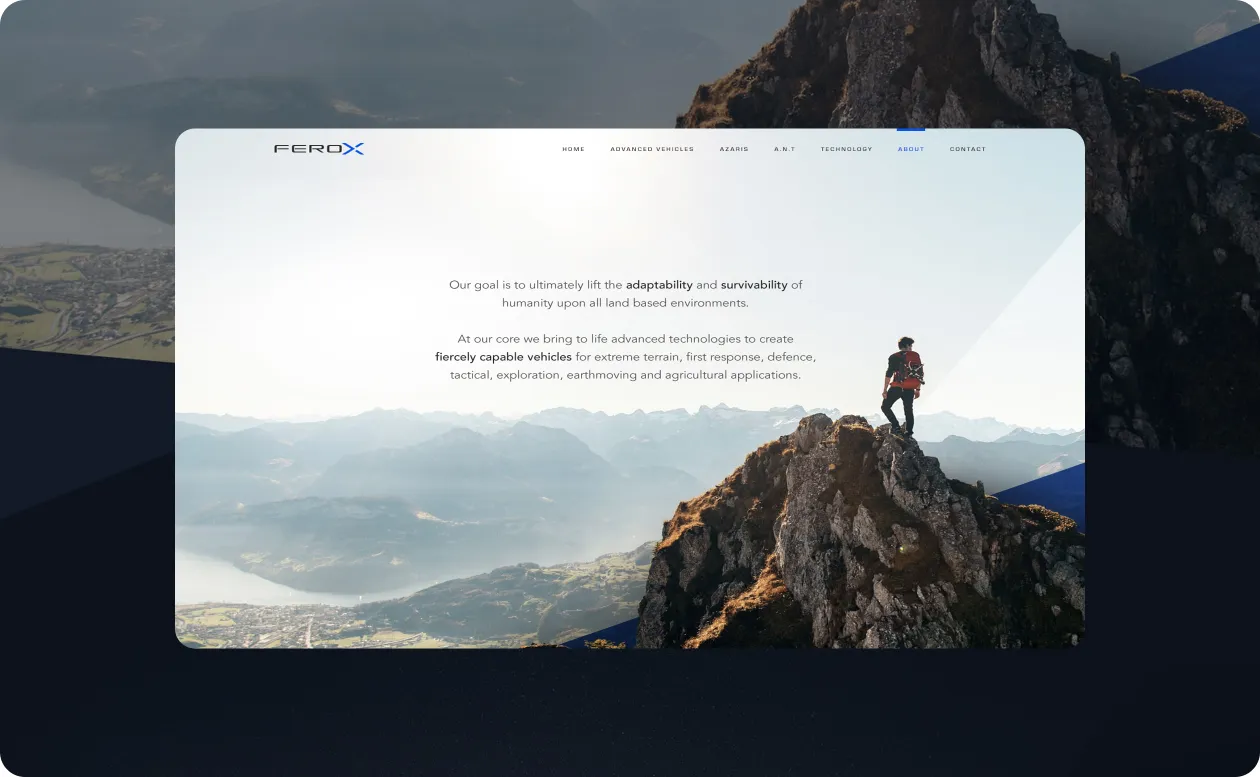 FEROX
HOME ADVANCED VEHICLES AZARIS A.N.T TECHNOLOGY ABOUT CONTACT
Our goal is to ultimately lift the adaptability and survivability of
humanity upon all land based environments.
At our core we bring to life advanced technologies to create
fiercely capable vehicles for extreme terrain, first response, defence,
tactical, exploration, earthmoving and agricultural applications.